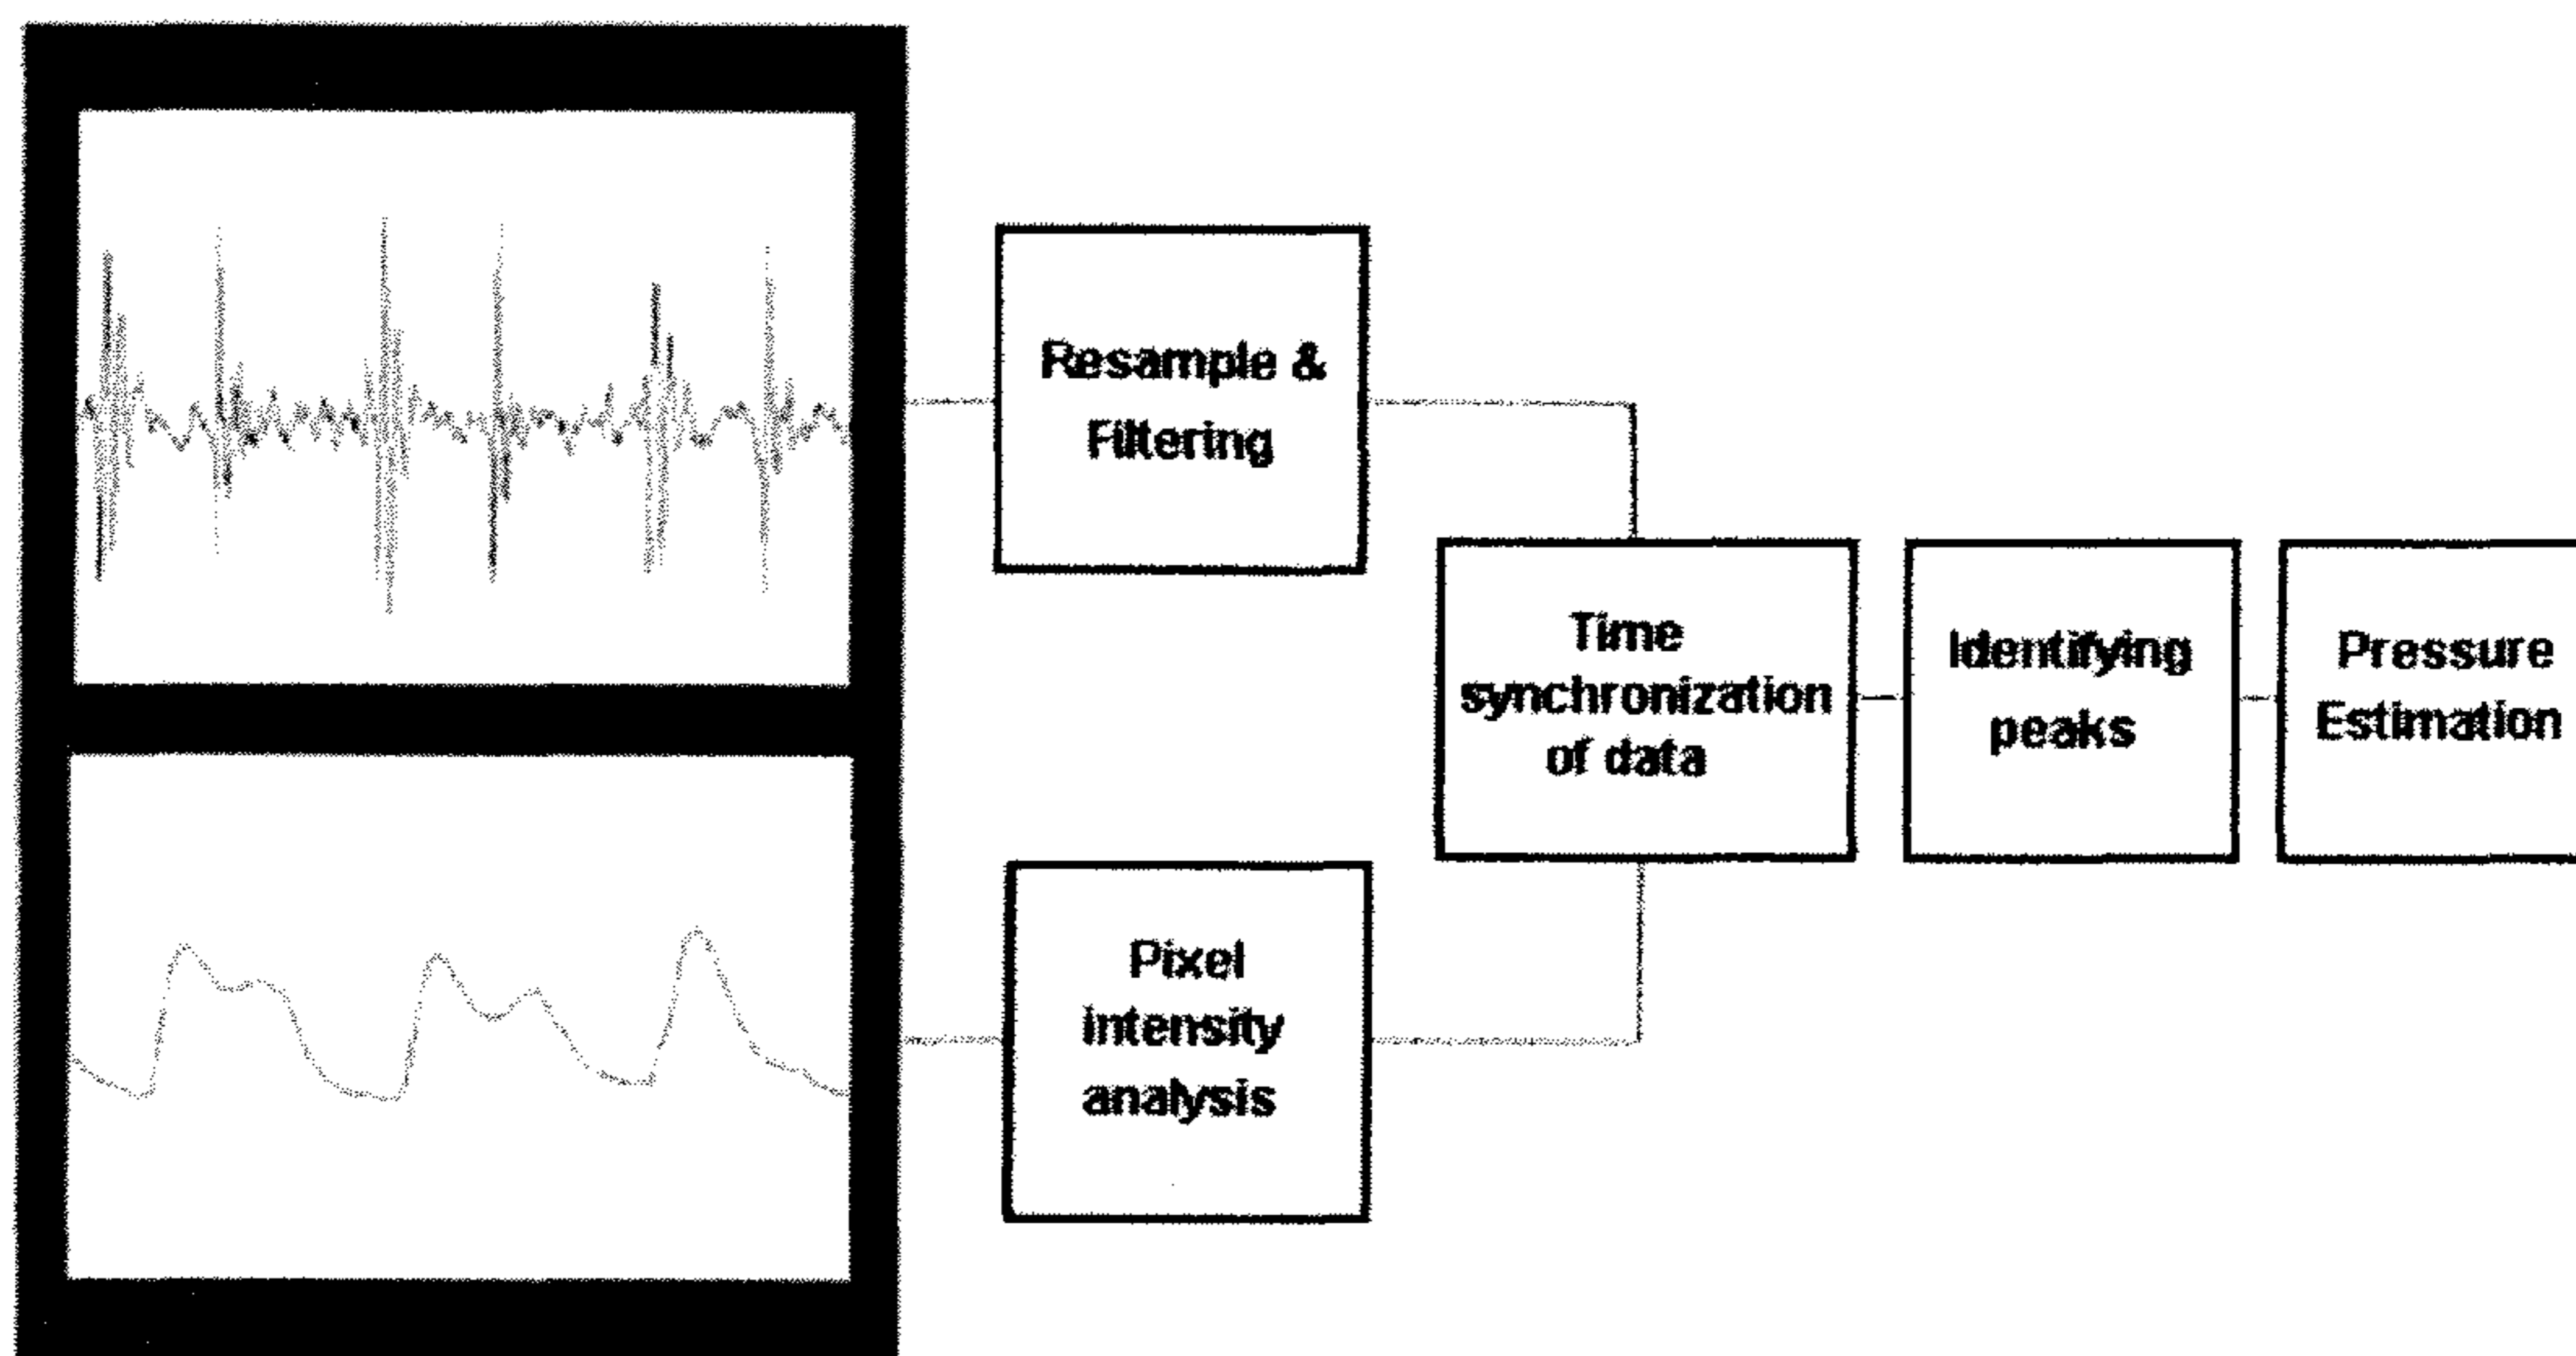 Resample &
Filtering
Time
synchronization
of data
Identifying
peaks
Pressure
Estimation
Pixel
intensity
analysis